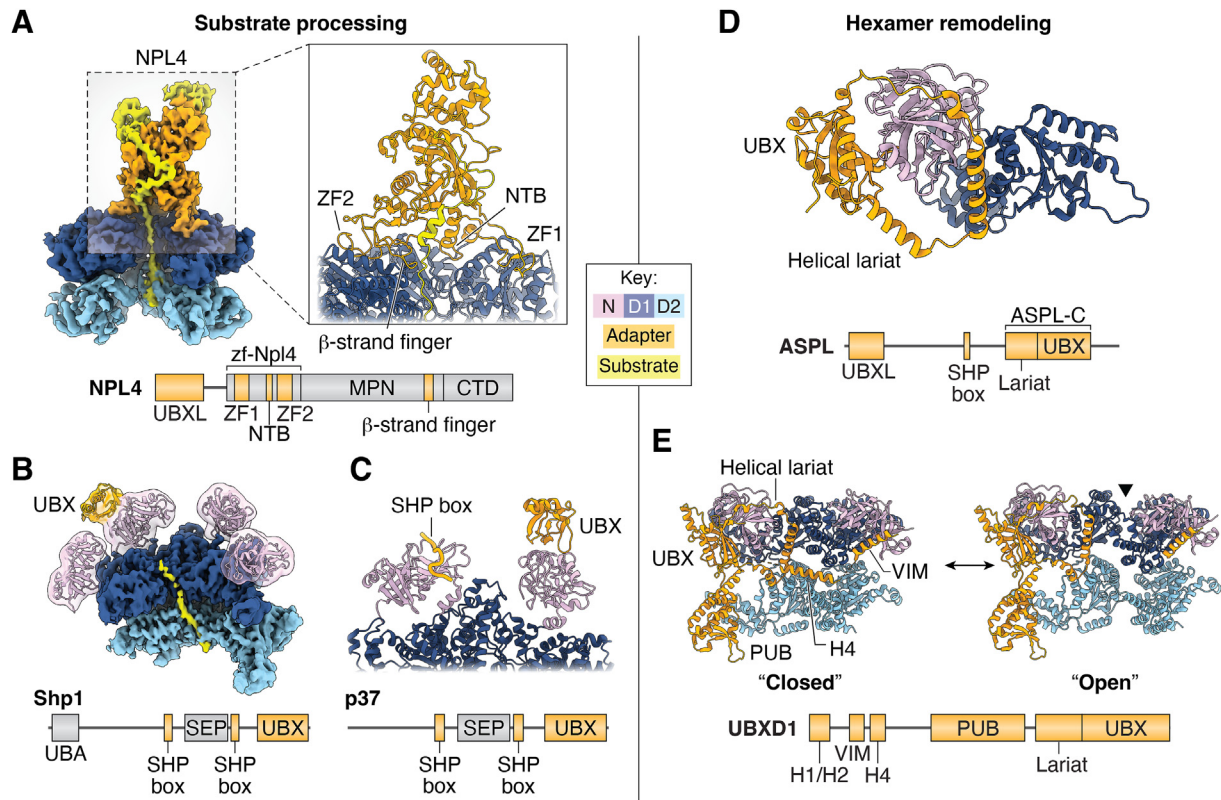 A
Substrate processing
NPL4
ZF2
NTB
ZF1
β-strand finger
zf-Npl4
NPL4
MPN
CTD
UBXL
ZF1
ZF2
NTB
β-strand finger
Key:
N D1 D2
Adapter
Substrate
B
UBX
Shp1
SEP
UBX
UBA
SHP
box
SHP
box
C
SHP box
UBX
p37
SEP
UBX
SHP
box
SHP
box
D
Hexamer remodeling
UBX
Helical lariat
ASPL-C
ASPL
UBX
UBXL
SHP
box
Lariat
E
Helical lariat
UBX
VIM
PUB
H4
“Closed”
“Open”
UBXD1
PUB
UBX
VIM
H1/H2
H4
Lariat